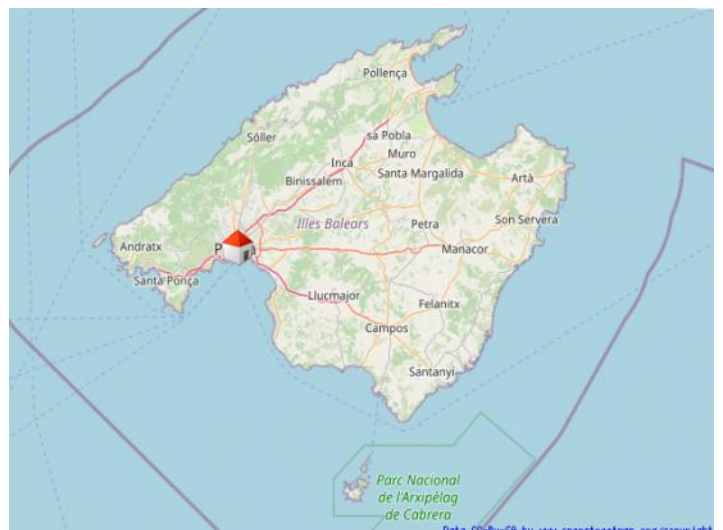 Pollença
sa Pobla
Sóller
Muro
Inca
Santa Margalida
Binissalem
Artà
Illes Balears
Petra
Son Servera
Andratx
Manacor
Santa Ponça
Llucmajor
Felanitx
Campos
Santanyí
Parc Nacional
de l'Arxipèlag
de Cabrera